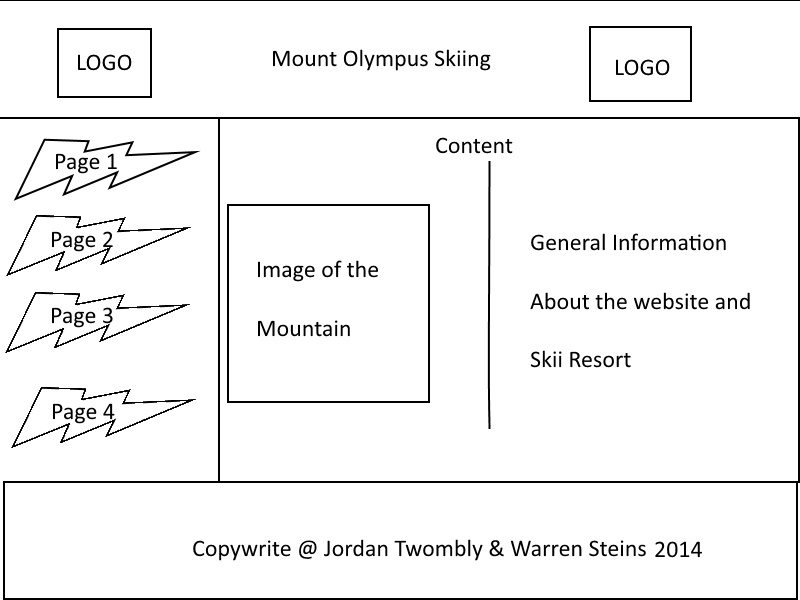 LOGO
Mount Olympus Skiing
LOGO
Page 1
Page 2
Page 3
Page 4
Content
Image of the
Mountain
General Information
About the website and
Skii Resort
Copywrite @ Jordan Twombly & Warren Steins 2014